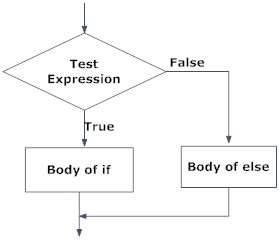 Test
Expression
False
True
Body of if
Body of else